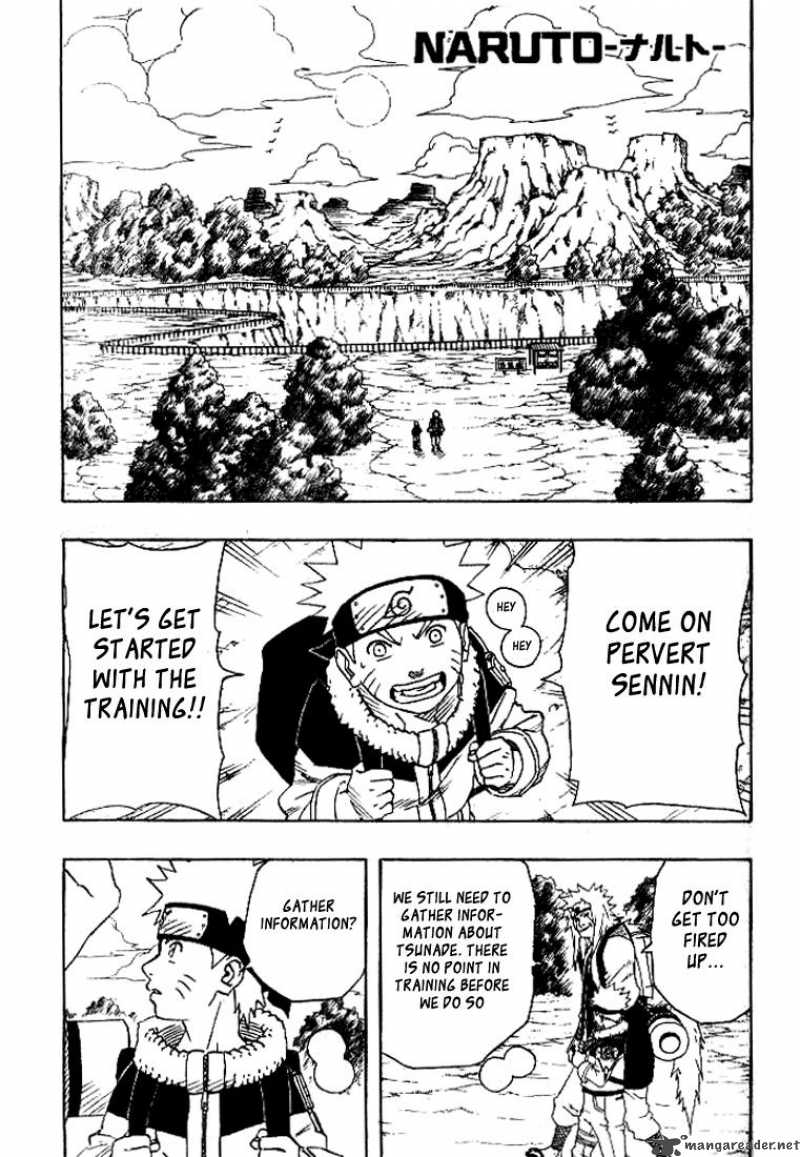 NARUTO-ナルト-
COME ON
PERVERT
SENNIN!
HEY
HEY
LET'S GET
STARTED
WITH THE
TRAINING!!
DON'T
GET TOO
FIRED
UP...
WE STILL NEED TO
GATHER INFOR-
MATION ABOUT
TSUNADE. THERE
IS NO POINT IN
TRAINING BEFORE
WE DO SO
GATHER
INFORMATION?
mangareader.net